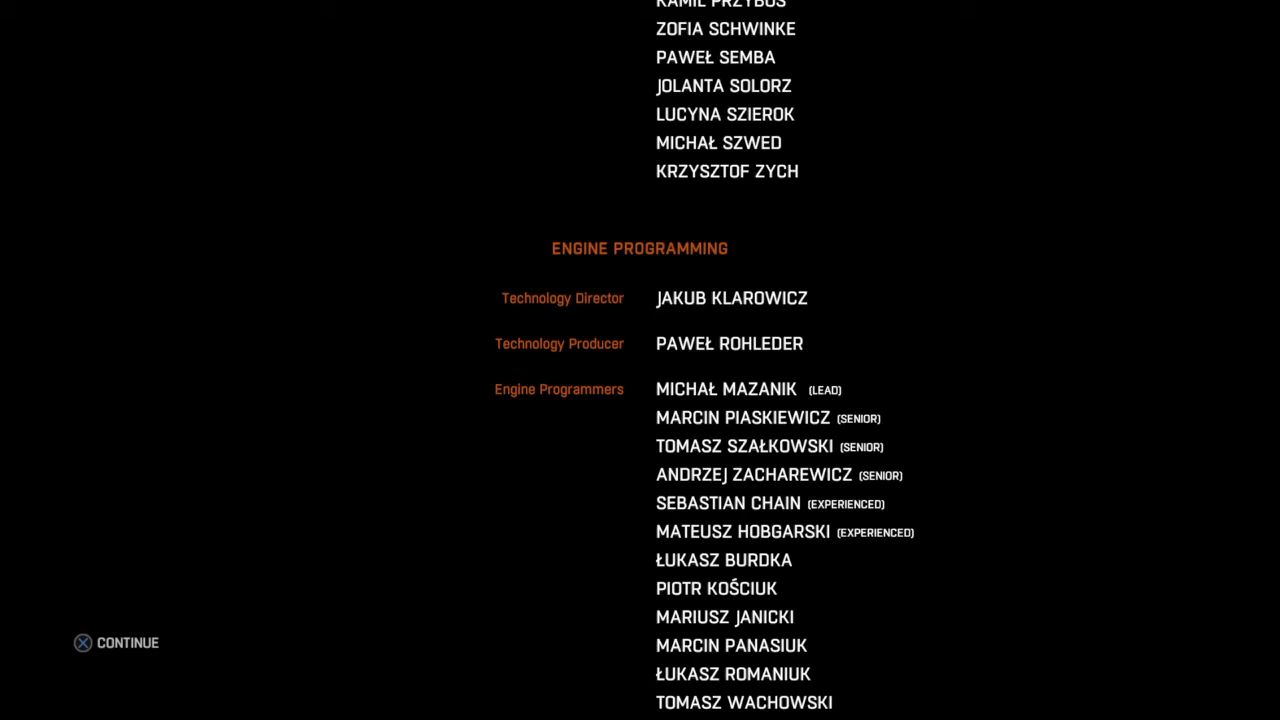 KAMIL PRZYBOŚ
ZOFIA SCHWINKE
PAWEŁ SEMBA
JOLANTA SOLORZ
LUCYNA SZIEROK
MICHAŁ SZWED
KRZYSZTOF ZYCH
ENGINE PROGRAMMING
Technology Director JAKUB KLAROWICZ
Technology Producer PAWEŁ ROHLEDER
Engine Programmers MICHAŁ MAZANIK (LEAD)
MARCIN PIASKIEWICZ (SENIOR)
TOMASZ SZAŁKOWSKI (SENIOR)
ANDRZEJ ZACHAREWICZ (SENIOR)
SEBASTIAN CHAIN (EXPERIENCED)
MATEUSZ HOBGARSKI (EXPERIENCED)
ŁUKASZ BURDKA
PIOTR KOŚCIUK
MARIUSZ JANICKI
MARCIN PANASIUK
CONTINUE
ŁUKASZ ROMANIUK
TOMASZ WACHOWSKI